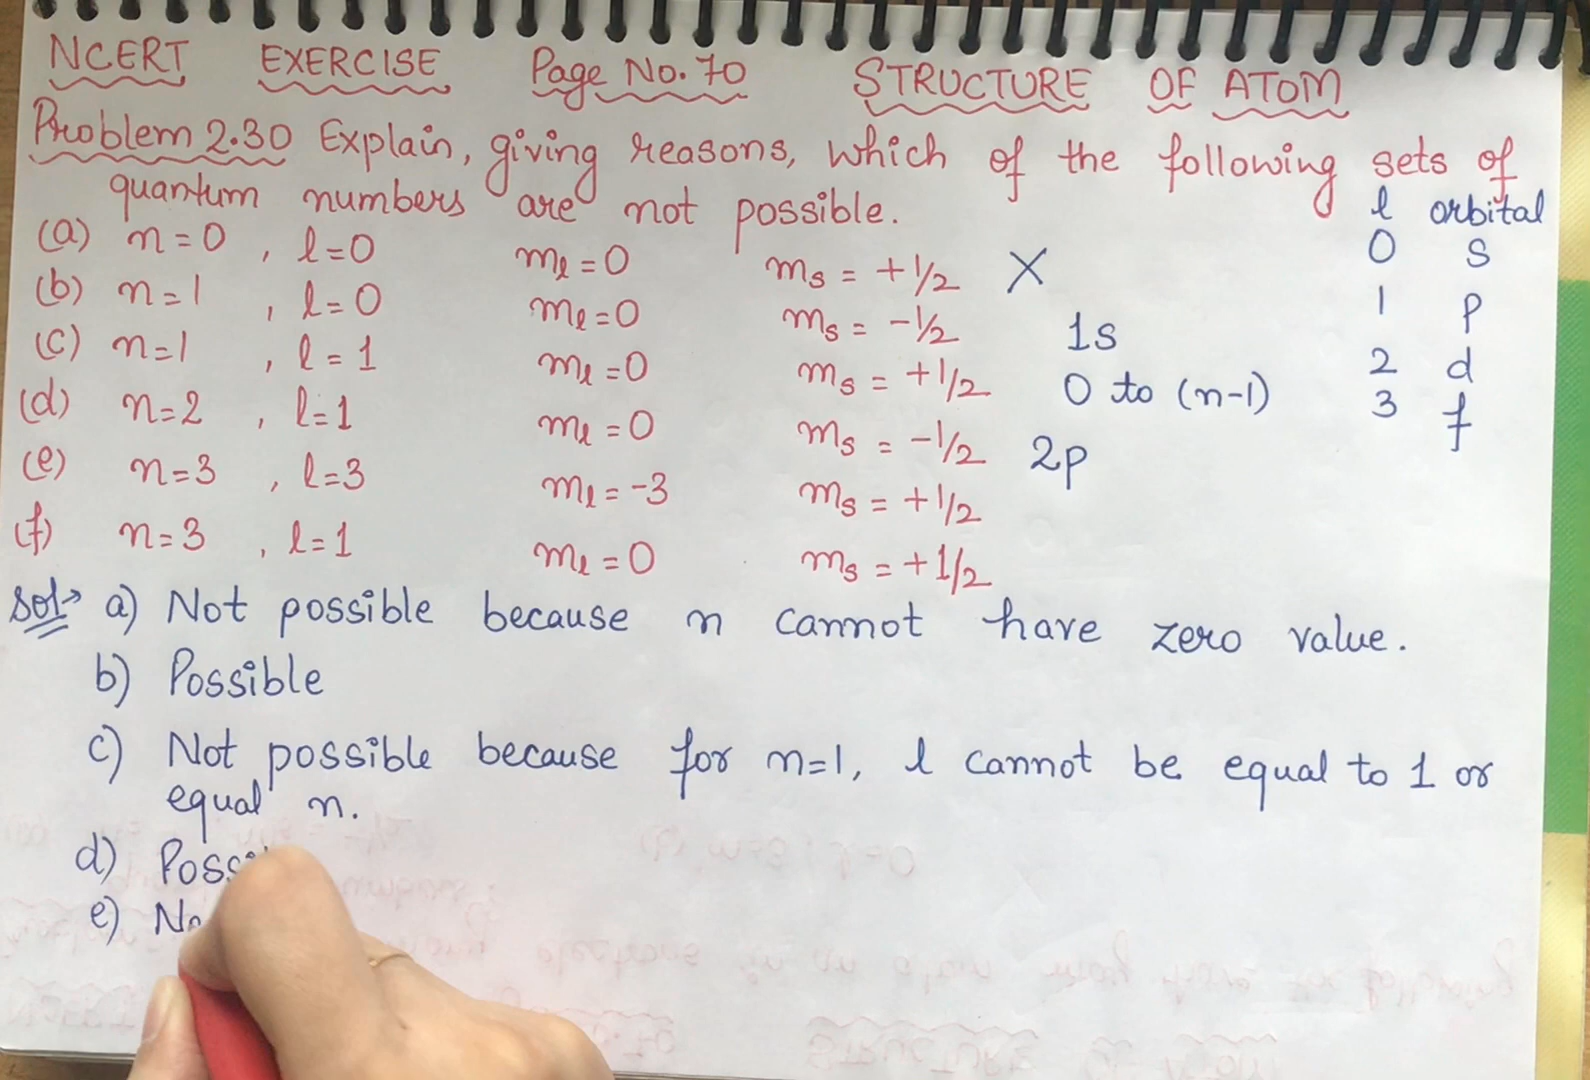 NCERT EXERCISE Page No. 70 STRUCTURE OF ATOM
Problem 2.30 Explain, giving reasons, which of the following sets of
quantum numbers are not possible.
(a) n=0 , l=0 ml=0 ms = +1/2 X
(b) n=1 , l=0 ml=0 ms = -1/2 1s
(c) n=1 , l=1 ml=0 ms = +1/2 0 to (n-1)
(d) n=2 , l=1 ml=0 ms = -1/2 2p
(e) n=3 , l=3 ml=-3 ms = +1/2
(f) n=3 , l=1 ml=0 ms = +1/2
l orbital
0 s
1 p
2 d
3 f
Sol→ a) Not possible because n cannot have zero value.
b) Possible
c) Not possible because for n=1, l cannot be equal to 1 or
equal n.
d)
e)